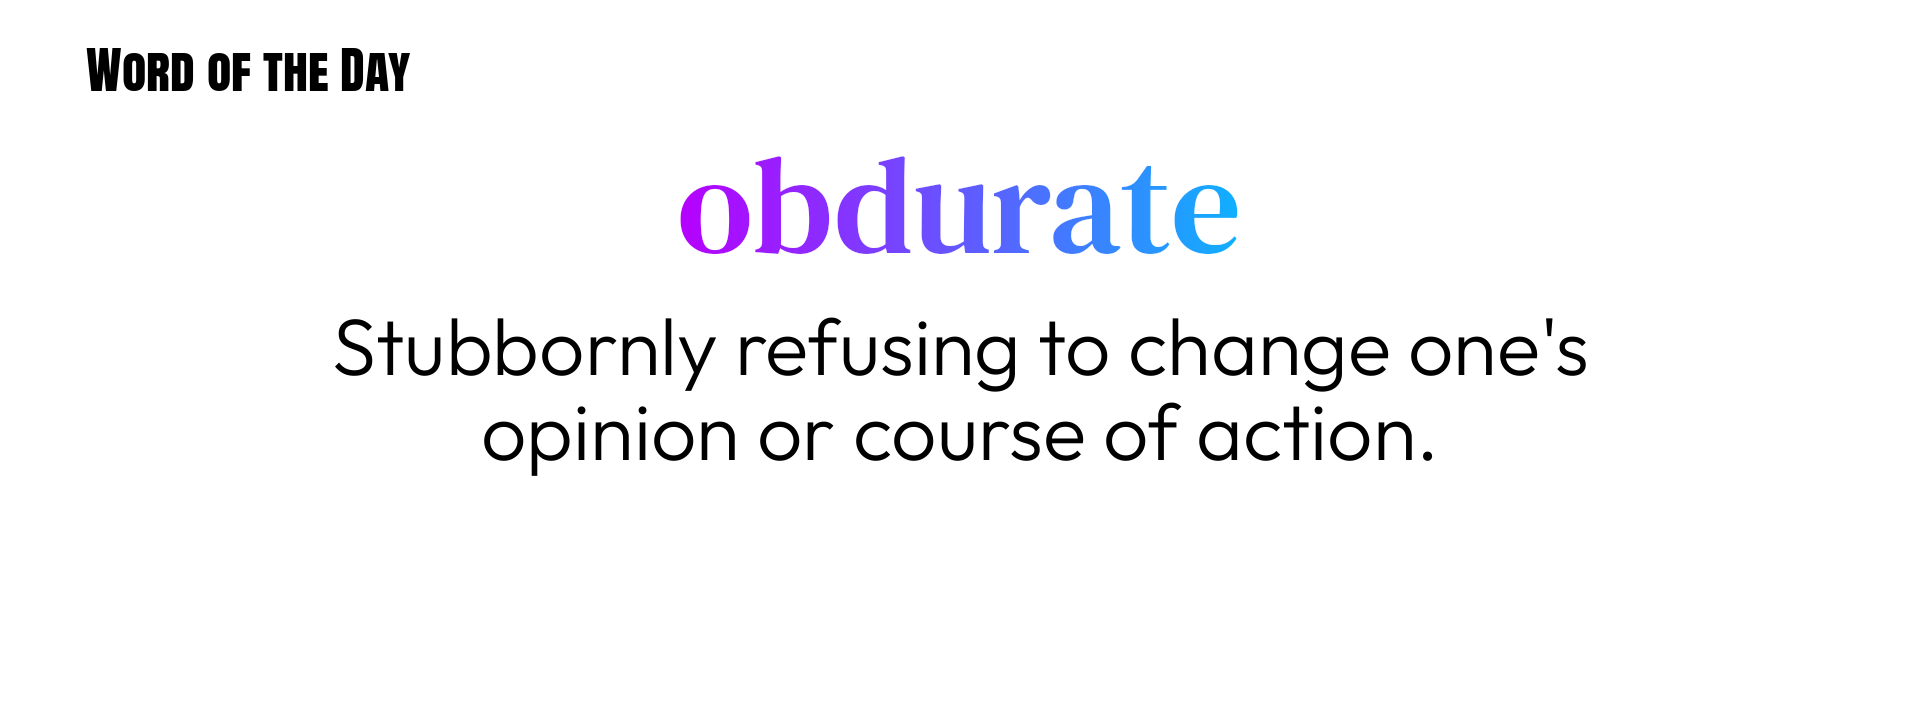 Word of the Day
obdurate
Stubbornly refusing to change one's
opinion or course of action.